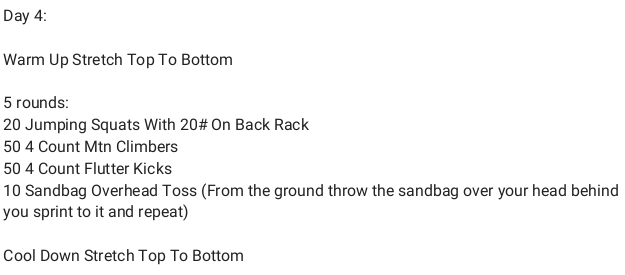 Day 4:
Warm Up Stretch Top To Bottom
5 rounds:
20 Jumping Squats With 20# On Back Rack
50 4 Count Mtn Climbers
50 4 Count Flutter Kicks
10 Sandbag Overhead Toss (From the ground throw the sandbag over your head behind
you sprint to it and repeat)
Cool Down Stretch Top To Bottom